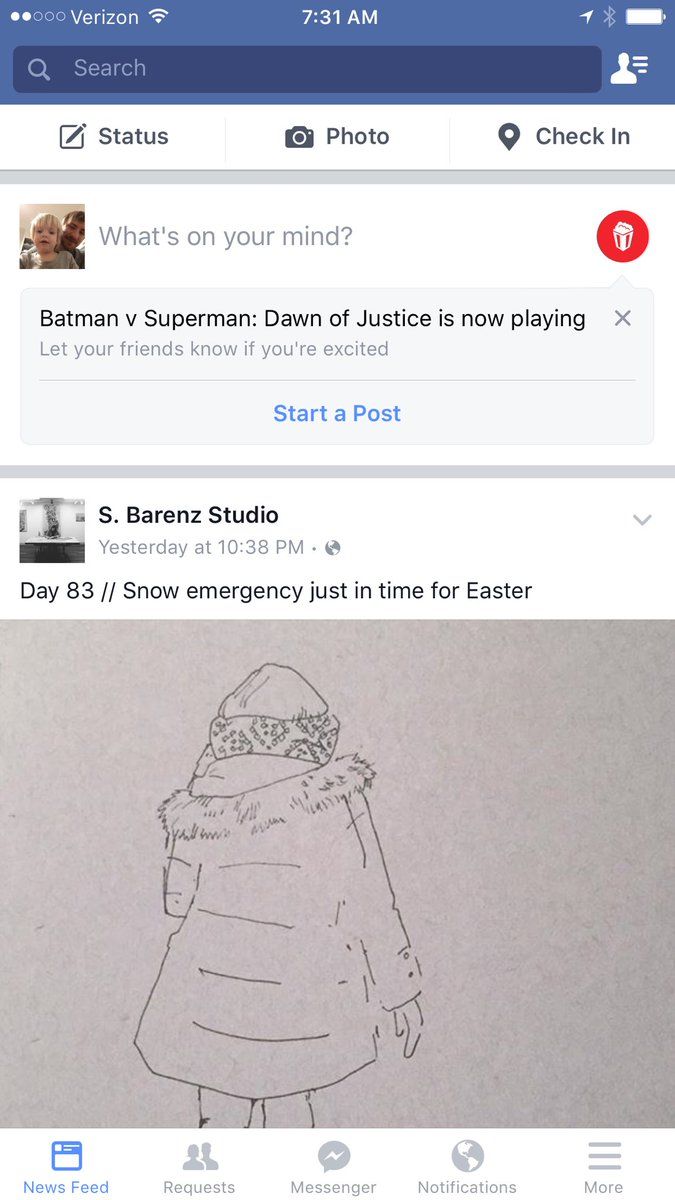 Verizon 7:31 AM
Search
Status Photo Check In
What's on your mind?
Batman v Superman: Dawn of Justice is now playing
Let your friends know if you're excited
Start a Post
S. Barenz Studio
Yesterday at 10:38 PM •
Day 83 // Snow emergency just in time for Easter
News Feed Requests Messenger Notifications More